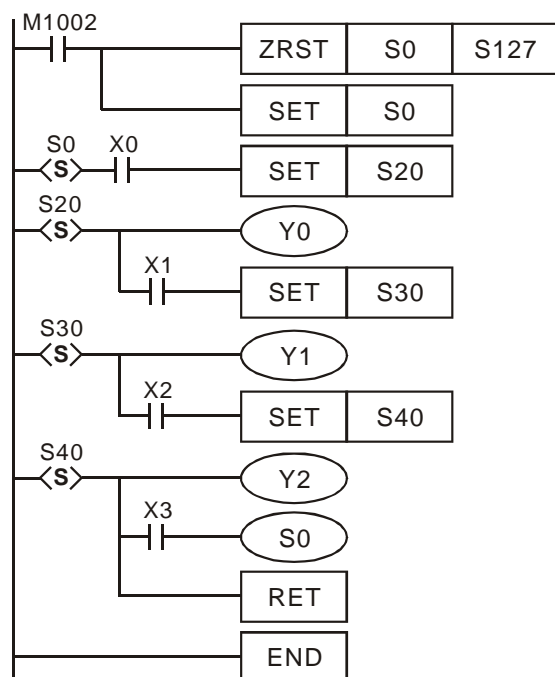 M1002
ZRST S0 S127
SET S0
S0 X0
S SET S20
S20
S Y0
X1
SET S30
S30
S Y1
X2
SET S40
S40
S Y2
X3
S0
RET
END